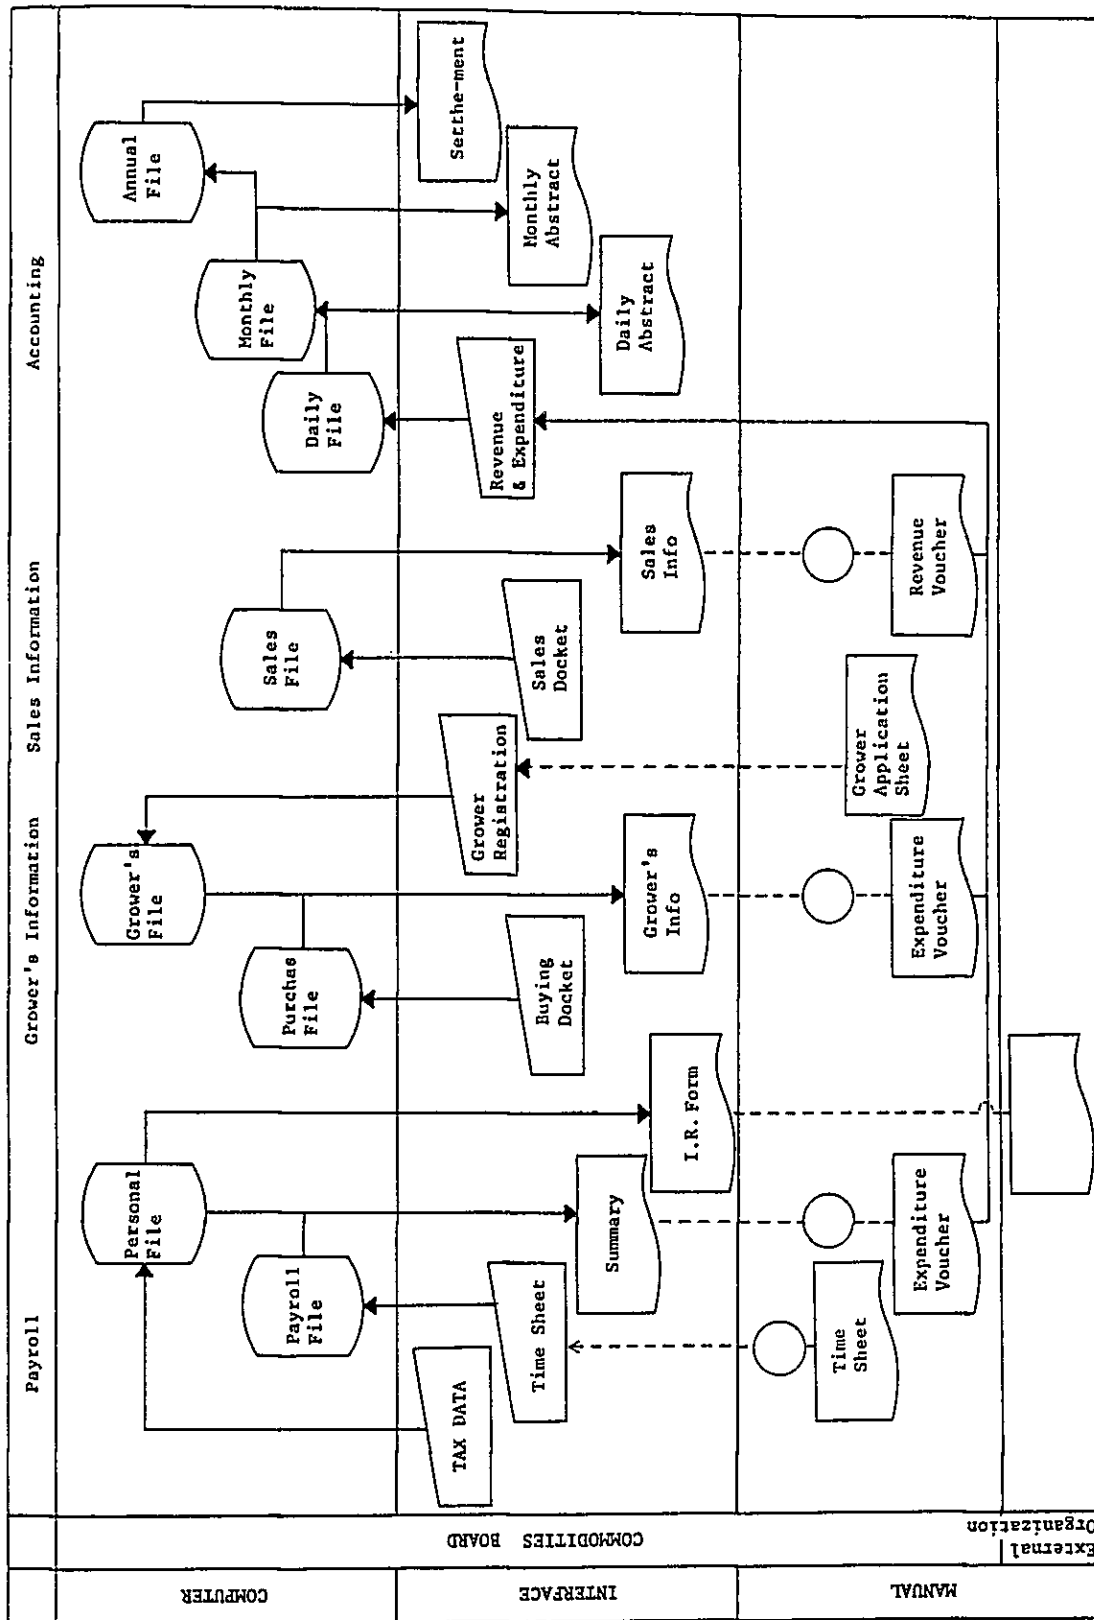 Payroll
Grower's Information
Sales Information
Accounting
COMMODITIES BOARD
External
Organization
COMPUTER
INTERFACE
MANUAL
Personal
File
Payroll
File
Grower's
File
Purchas
File
Sales
File
Daily
File
Monthly
File
Annual
File
TAX DATA
Time Sheet
Summary
I.R. Form
Buying
Docket
Grower's
Info
Grower
Registration
Sales
Docket
Sales
Info
Revenue
& Expenditure
Daily
Abstract
Monthly
Abstract
Setthe-ment
Time
Sheet
Expenditure
Voucher
Expenditure
Voucher
Grower
Application
Sheet
Revenue
Voucher